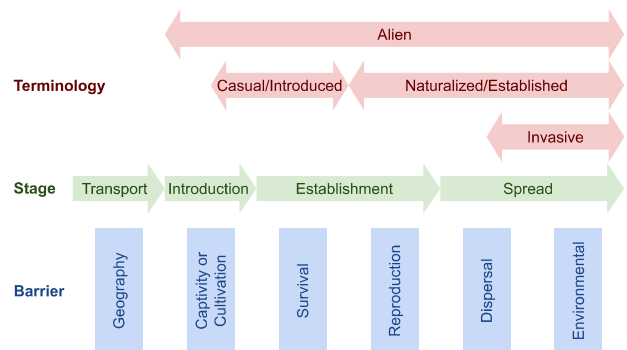 Alien
Terminology
Casual/Introduced
Naturalized/Established
Invasive
Stage
Transport
Introduction
Establishment
Spread
Barrier
Geography
Captivity or
Cultivation
Survival
Reproduction
Dispersal
Environmental